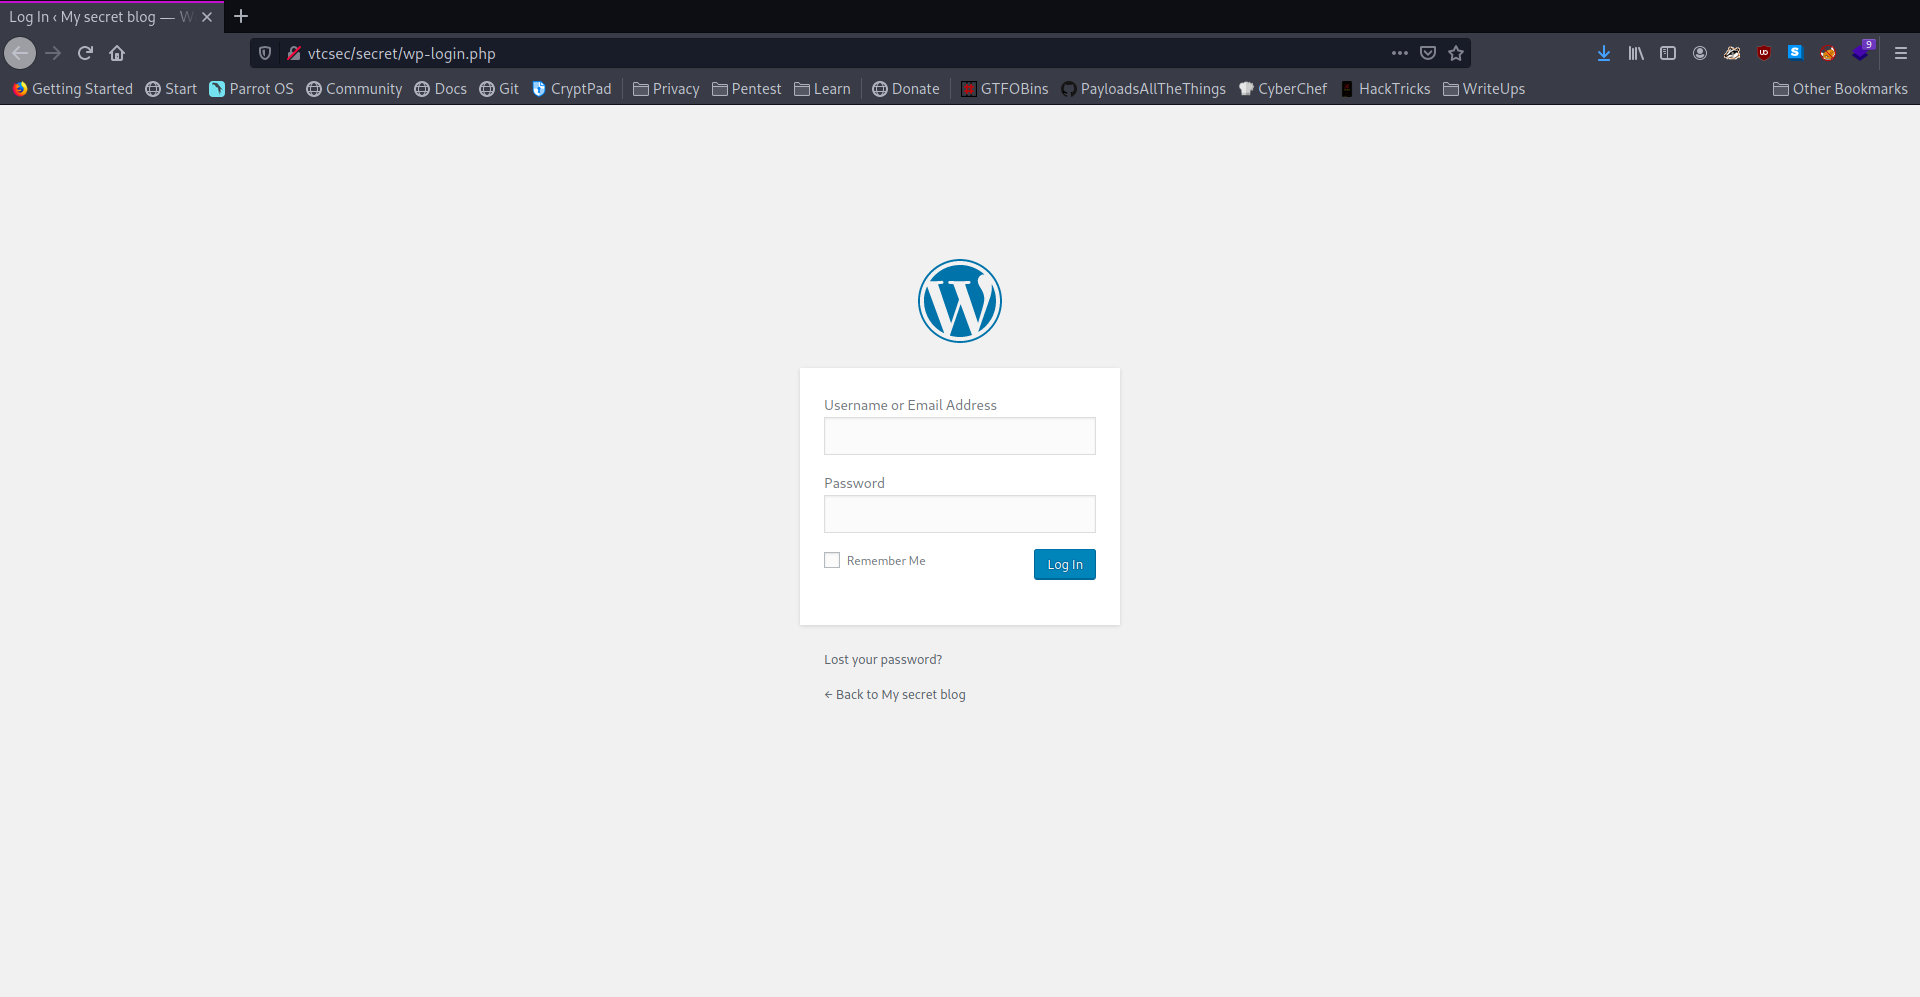 Log In ‹ My secret blog — W
vtcsec/secret/wp-login.php
9
Getting Started Start Parrot OS Community Docs Git CryptPad Privacy Pentest Learn Donate GTFOBins PayloadsAllTheThings CyberChef HackTricks WriteUps Other Bookmarks
Username or Email Address
Password
Remember Me Log In
Lost your password?
← Back to My secret blog